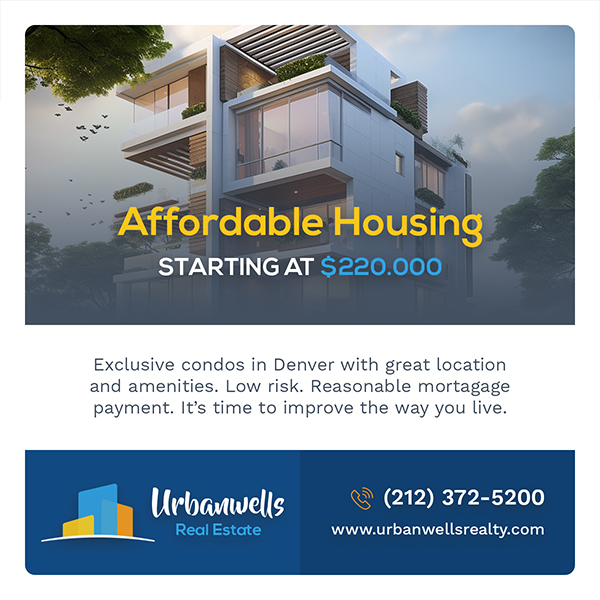 Affordable Housing
STARTING AT $220.000
Exclusive condos in Denver with great location
and amenities. Low risk. Reasonable mortagage
payment. It’s time to improve the way you live.
Urbanwells
Real Estate
(212) 372-5200
www.urbanwellsrealty.com